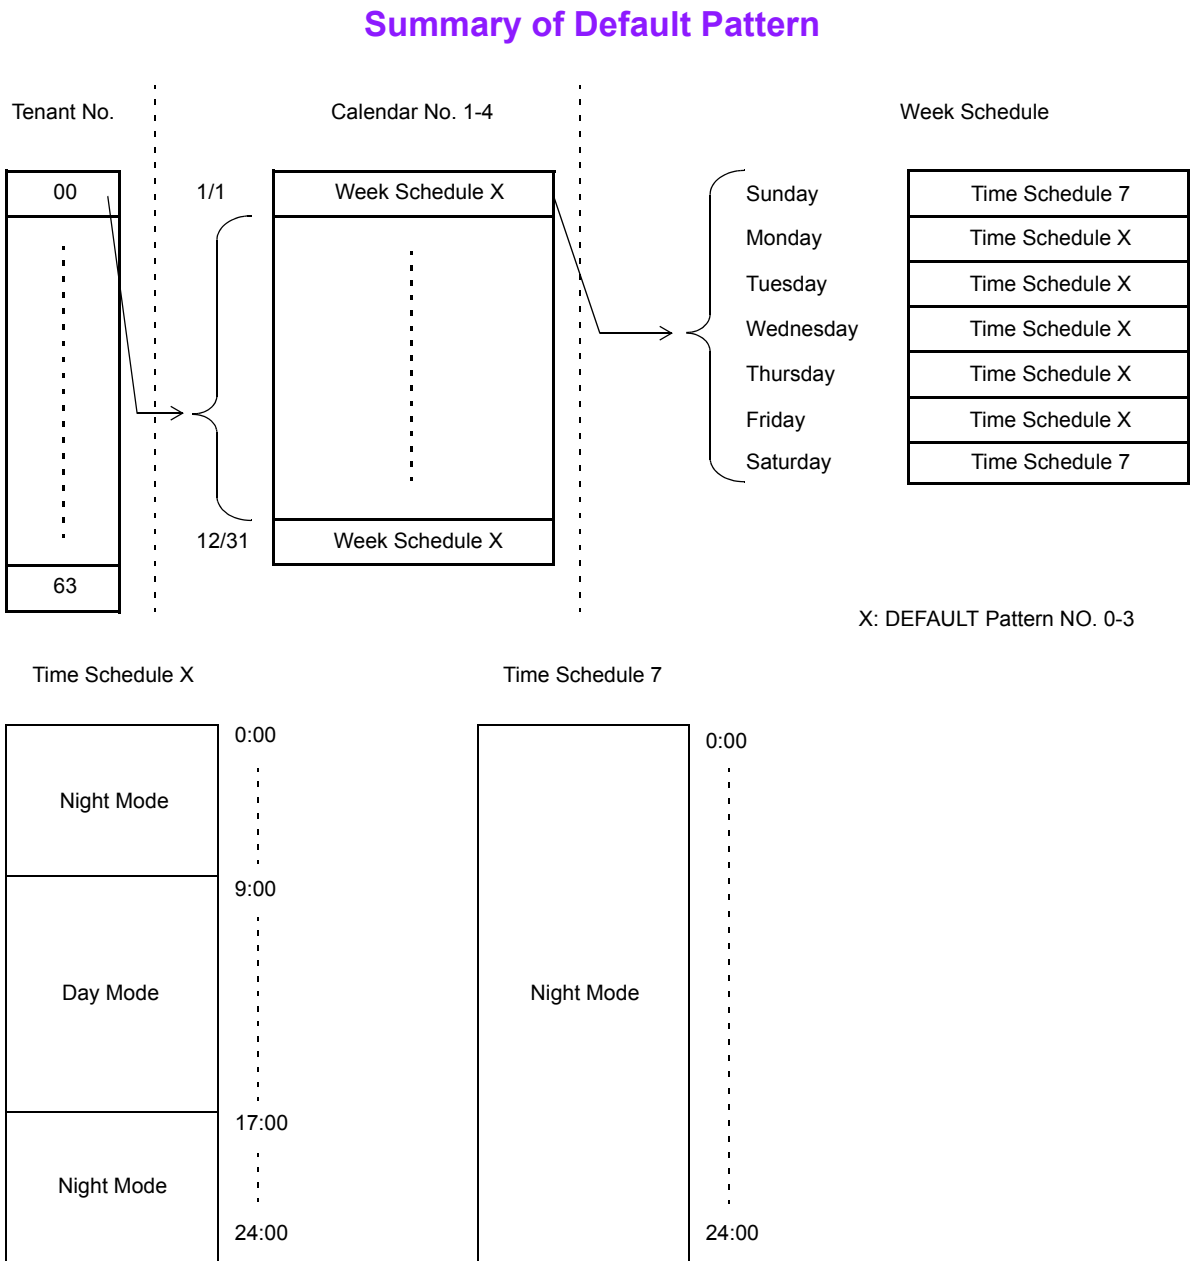 Summary of Default Pattern
Tenant No.
Calendar No. 1-4
Week Schedule
00
1/1
Week Schedule X
Sunday
Time Schedule 7
Monday
Time Schedule X
Tuesday
Time Schedule X
Wednesday
Time Schedule X
Thursday
Time Schedule X
Friday
Time Schedule X
Saturday
Time Schedule 7
12/31
Week Schedule X
63
X: DEFAULT Pattern NO. 0-3
Time Schedule X
Time Schedule 7
0:00
0:00
Night Mode
9:00
Day Mode
Night Mode
17:00
Night Mode
24:00
24:00